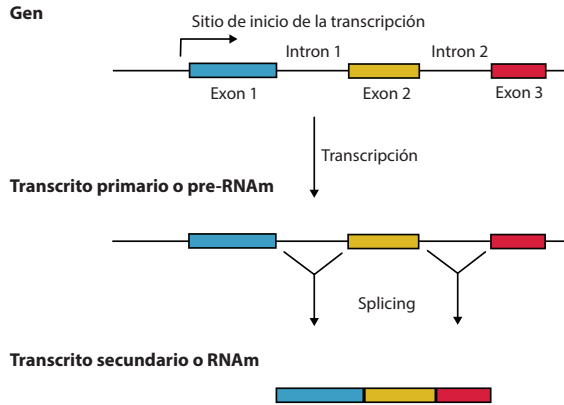 Gen
Sitio de inicio de la transcripción
Intron 1
Intron 2
Exon 1
Exon 2
Exon 3
Transcripción
Transcrito primario o pre-RNAm
Splicing
Transcrito secundario o RNAm